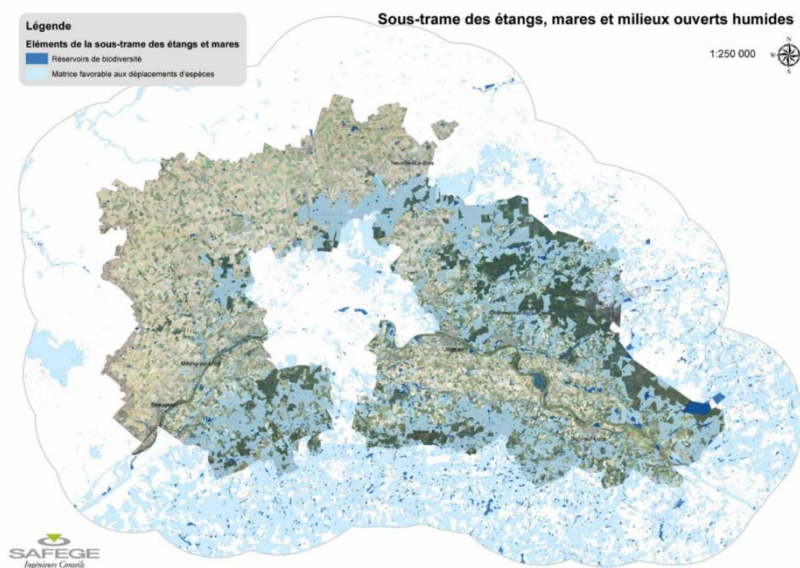 Sous-trame des étangs, mares et milieux ouverts humides
Légende
Eléments de la sous-trame des étangs et mares
Réservoirs de biodiversité
Matrice favorable aux déplacements d'espèces
1:250 000
N
S
SAFEGE
Ingénieurs Conseils